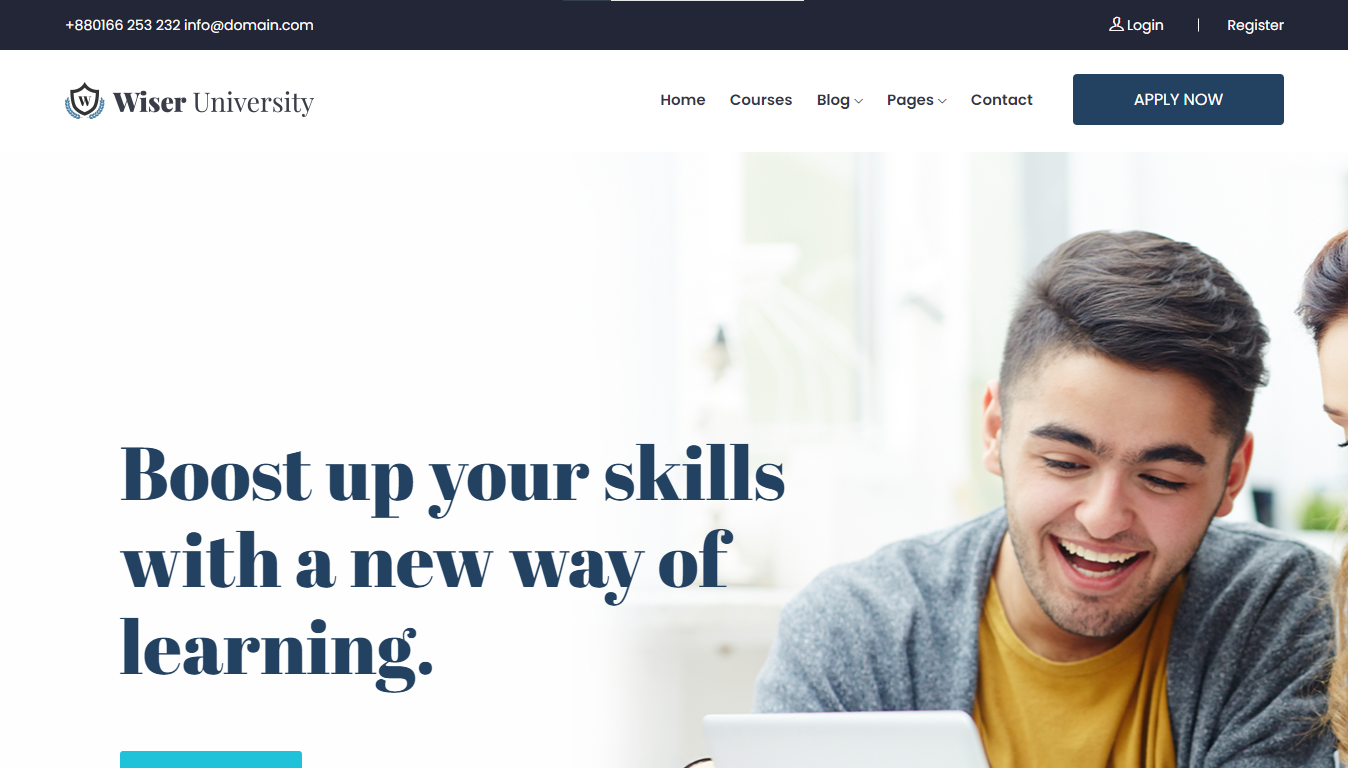 +880166 253 232 info@domain.com
Login | Register
W Wiser University
Home Courses Blog Pages Contact APPLY NOW
Boost up your skills
with a new way of
learning.